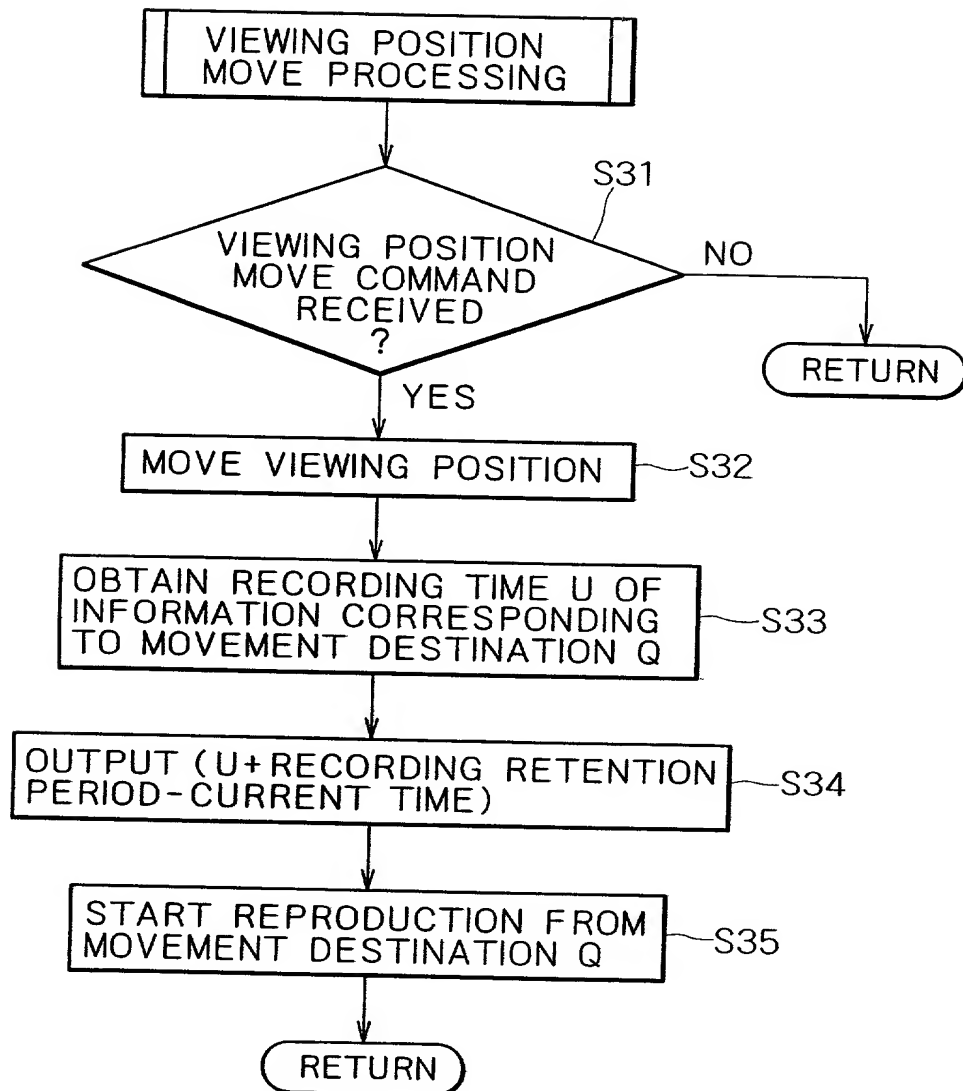 VIEWING POSITION
MOVE PROCESSING
S31
VIEWING POSITION
MOVE COMMAND
RECEIVED
?
NO
RETURN
YES
MOVE VIEWING POSITION
S32
OBTAIN RECORDING TIME U OF
INFORMATION CORRESPONDING
TO MOVEMENT DESTINATION Q
S33
OUTPUT (U+RECORDING RETENTION
PERIOD-CURRENT TIME)
S34
START REPRODUCTION FROM
MOVEMENT DESTINATION Q
S35
RETURN